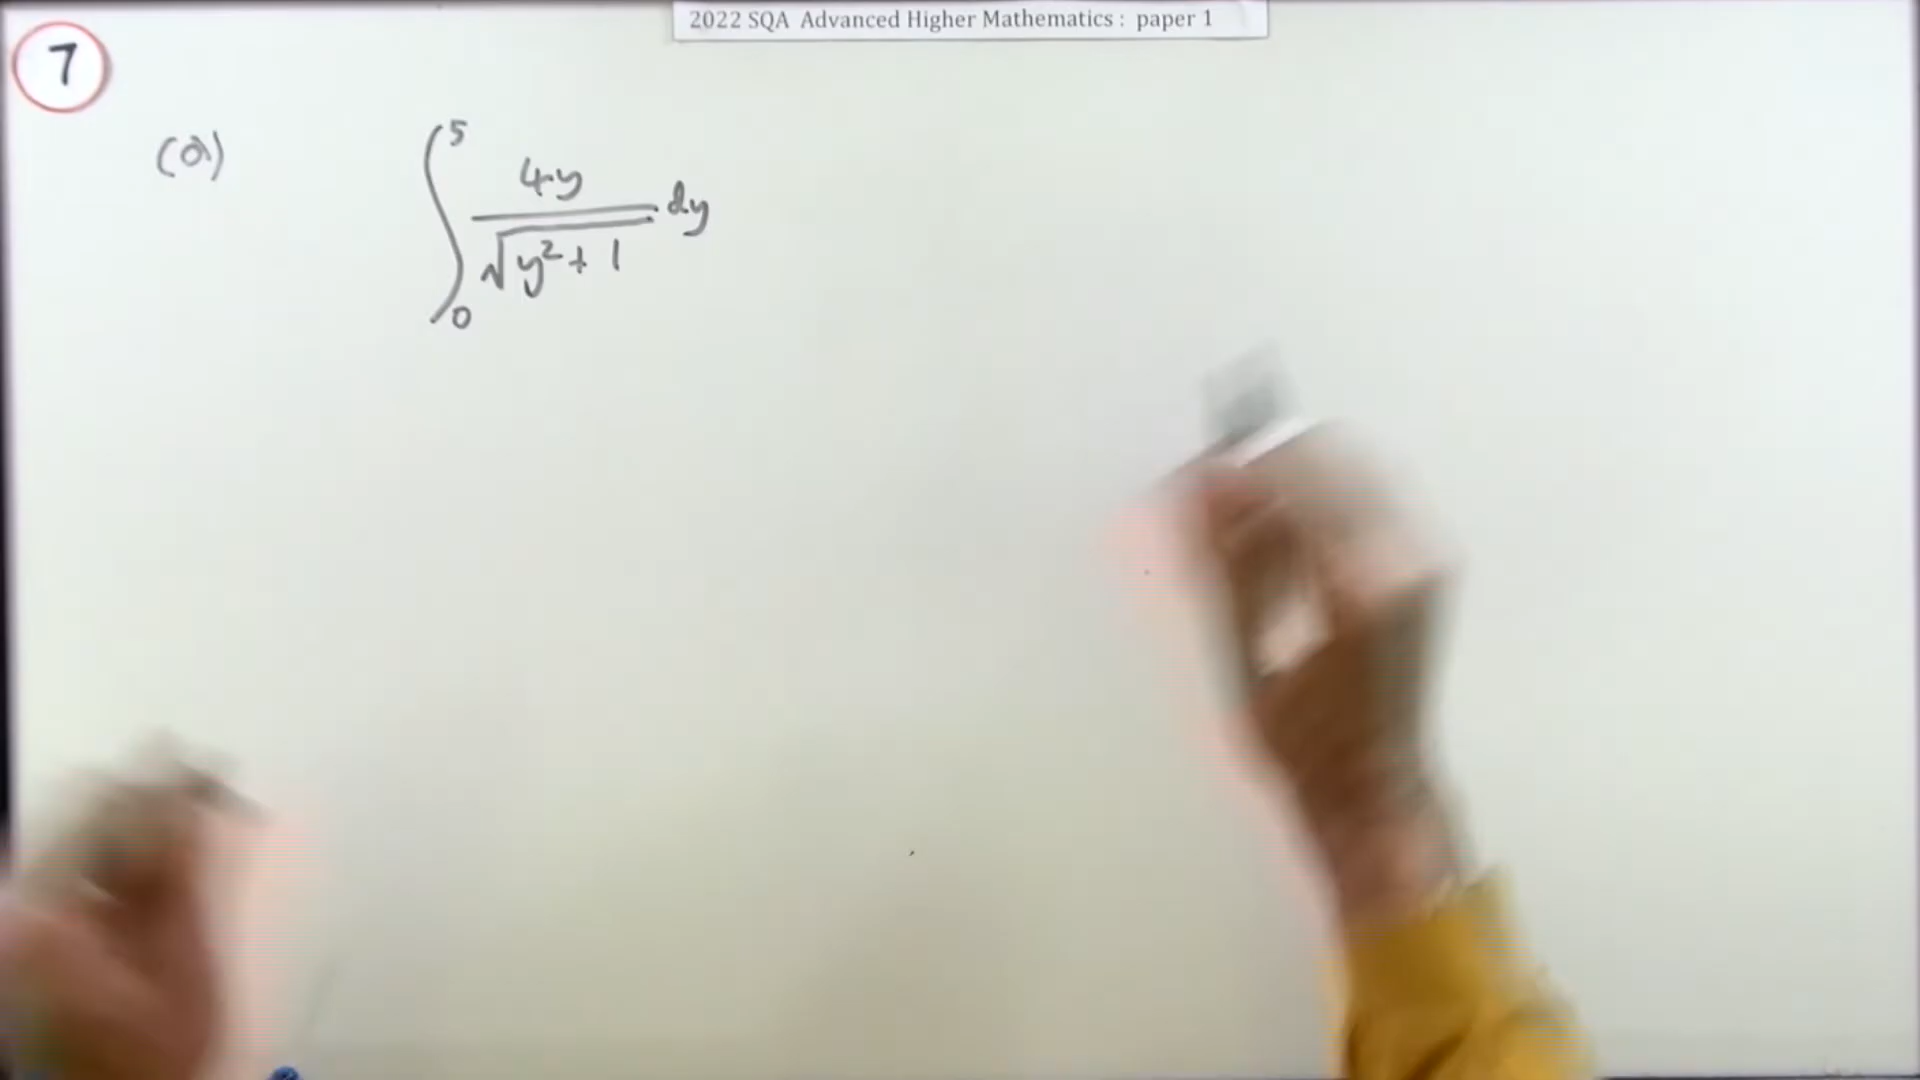 2022 SQA Advanced Higher Mathematics : paper 1
7
(a) ∫₀⁵ 4y/√(y²+1) dy